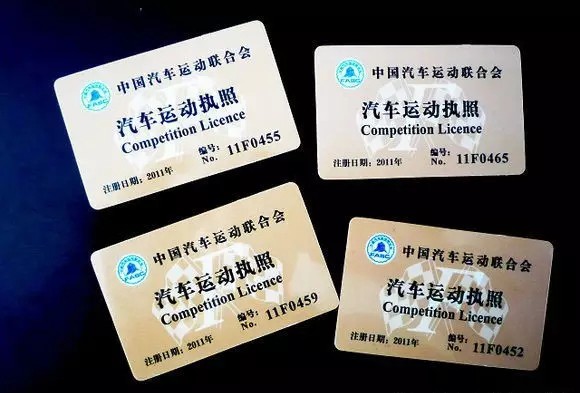 FASC
中国汽车运动联合会
汽车运动执照
Competition Licence
编号:
No. 11F0455
注册日期: 2011年
FASC
中国汽车运动联合会
汽车运动执照
Competition Licence
编号:
No. 11F0465
注册日期: 2011年
FASC
中国汽车运动联合会
汽车运动执照
Competition Licence
编号:
No. 11F0459
注册日期: 2011年
FASC
中国汽车运动联合会
汽车运动执照
Competition Licence
编号:
No. 11F0452
注册日期: 2011年